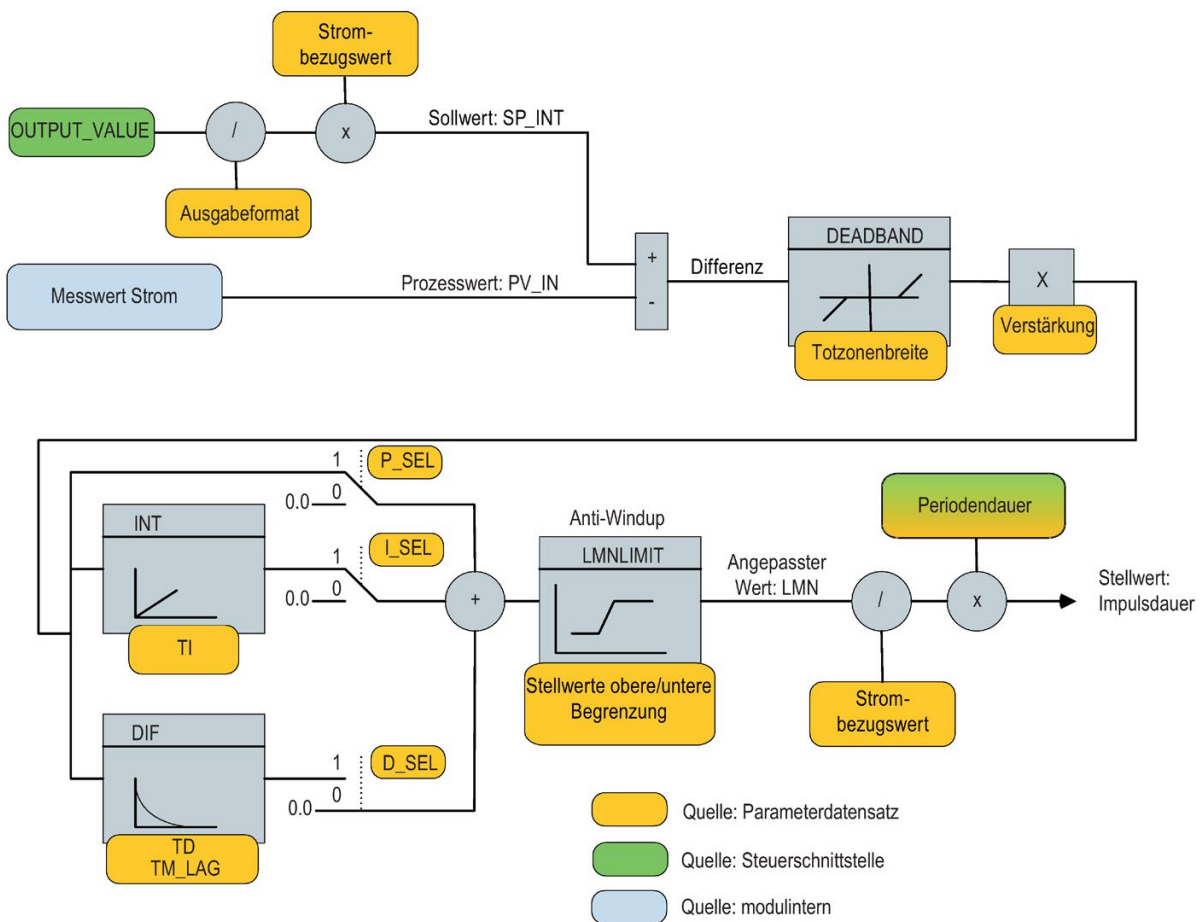 Strom-
bezugswert
OUTPUT_VALUE
/
x
Sollwert: SP_INT
Ausgabeformat
DEADBAND
Messwert Strom
Prozesswert: PV_IN
+
-
Differenz
X
Totzonenbreite
Verstärkung
1
P_SEL
0.0
0
Periodendauer
INT
Anti-Windup
1
I_SEL
LMNLIMIT
Angepasster
Wert: LMN
0.0
0
+
/
x
Stellwert:
Impulsdauer
TI
Stellwerte obere/untere
Begrenzung
Strom-
bezugswert
DIF
1
D_SEL
0
0.0
TD
TM_LAG
Quelle: Parameterdatensatz
Quelle: Steuerschnittstelle
Quelle: modulintern